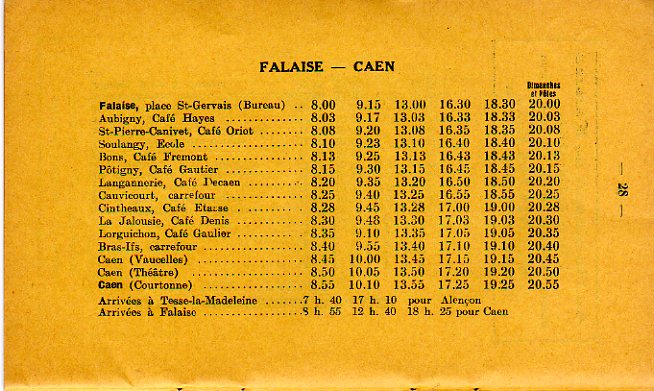 FALAISE — CAEN
Dimanches
et Fêtes
Falaise, place St-Gervais (Bureau) .. 8.00 9.15 13.00 16.30 18.30 20.00
Aubigny, Café Hayes ............ 8.03 9.17 13.03 16.33 18.33 20.03
St-Pierre-Canivet, Café Oriot ........ 8.08 9.20 13.08 16.35 18.35 20.08
Soulangy, Ecole ................. 8.10 9.23 13.10 16.40 18.40 20.10
Bons, Café Fremont .............. 8.13 9.25 13.13 16.43 18.43 20.13
Pôtigny, Café Gautier ............. 8.15 9.30 13.15 16.45 18.45 20.15
Langannerie, Café Decaen .......... 8.20 9.35 13.20 16.50 18.50 20.20
Cauvicourt, carrefour ............. 8.25 9.40 13.25 16.55 18.55 20.25
Cintheaux, Café .......... 8.28 9.45 13.28 17.00 19.00 20.28
La Jalousie, Café Denis ........... 8.30 9.48 13.30 17.03 19.03 20.30
Lorguichon, Café Gaulier .......... 8.35 9.10 13.35 17.05 19.05 20.35
Bras-Ifs, carrefour ................ 8.40 9.55 13.40 17.10 19.10 20.40
Caen (Vaucelles) ................. 8.45 10.00 13.45 17.15 19.15 20.45
Caen (Théâtre) .................. 8.50 10.05 13.50 17.20 19.20 20.50
Caen (Courtonne) ................ 8.55 10.10 13.55 17.25 19.25 20.55
Arrivées à Tesse-la-Madeleine .......7 h. 40 17 h. 10 pour Alençon
Arrivées à Falaise ..................8 h. 55 12 h. 40 18 h. 25 pour Caen
— 28 —